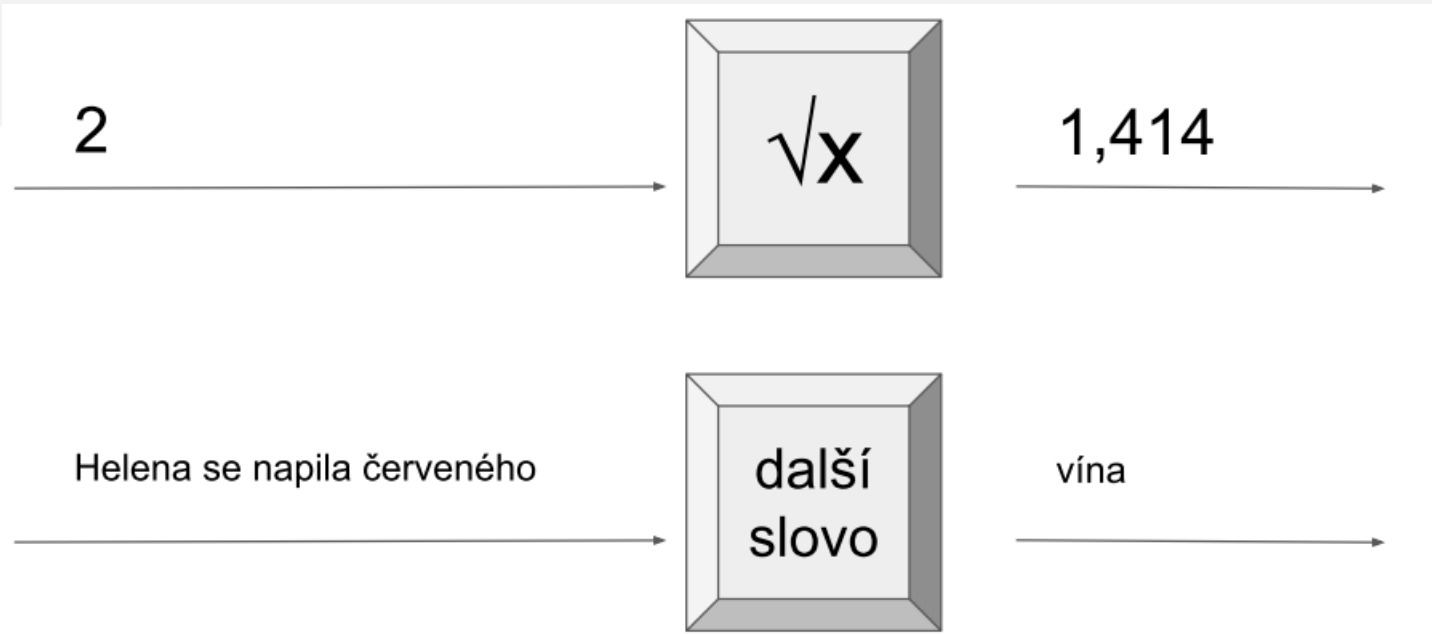 2
√x
1,414
Helena se napila červeného
další
slovo
vína